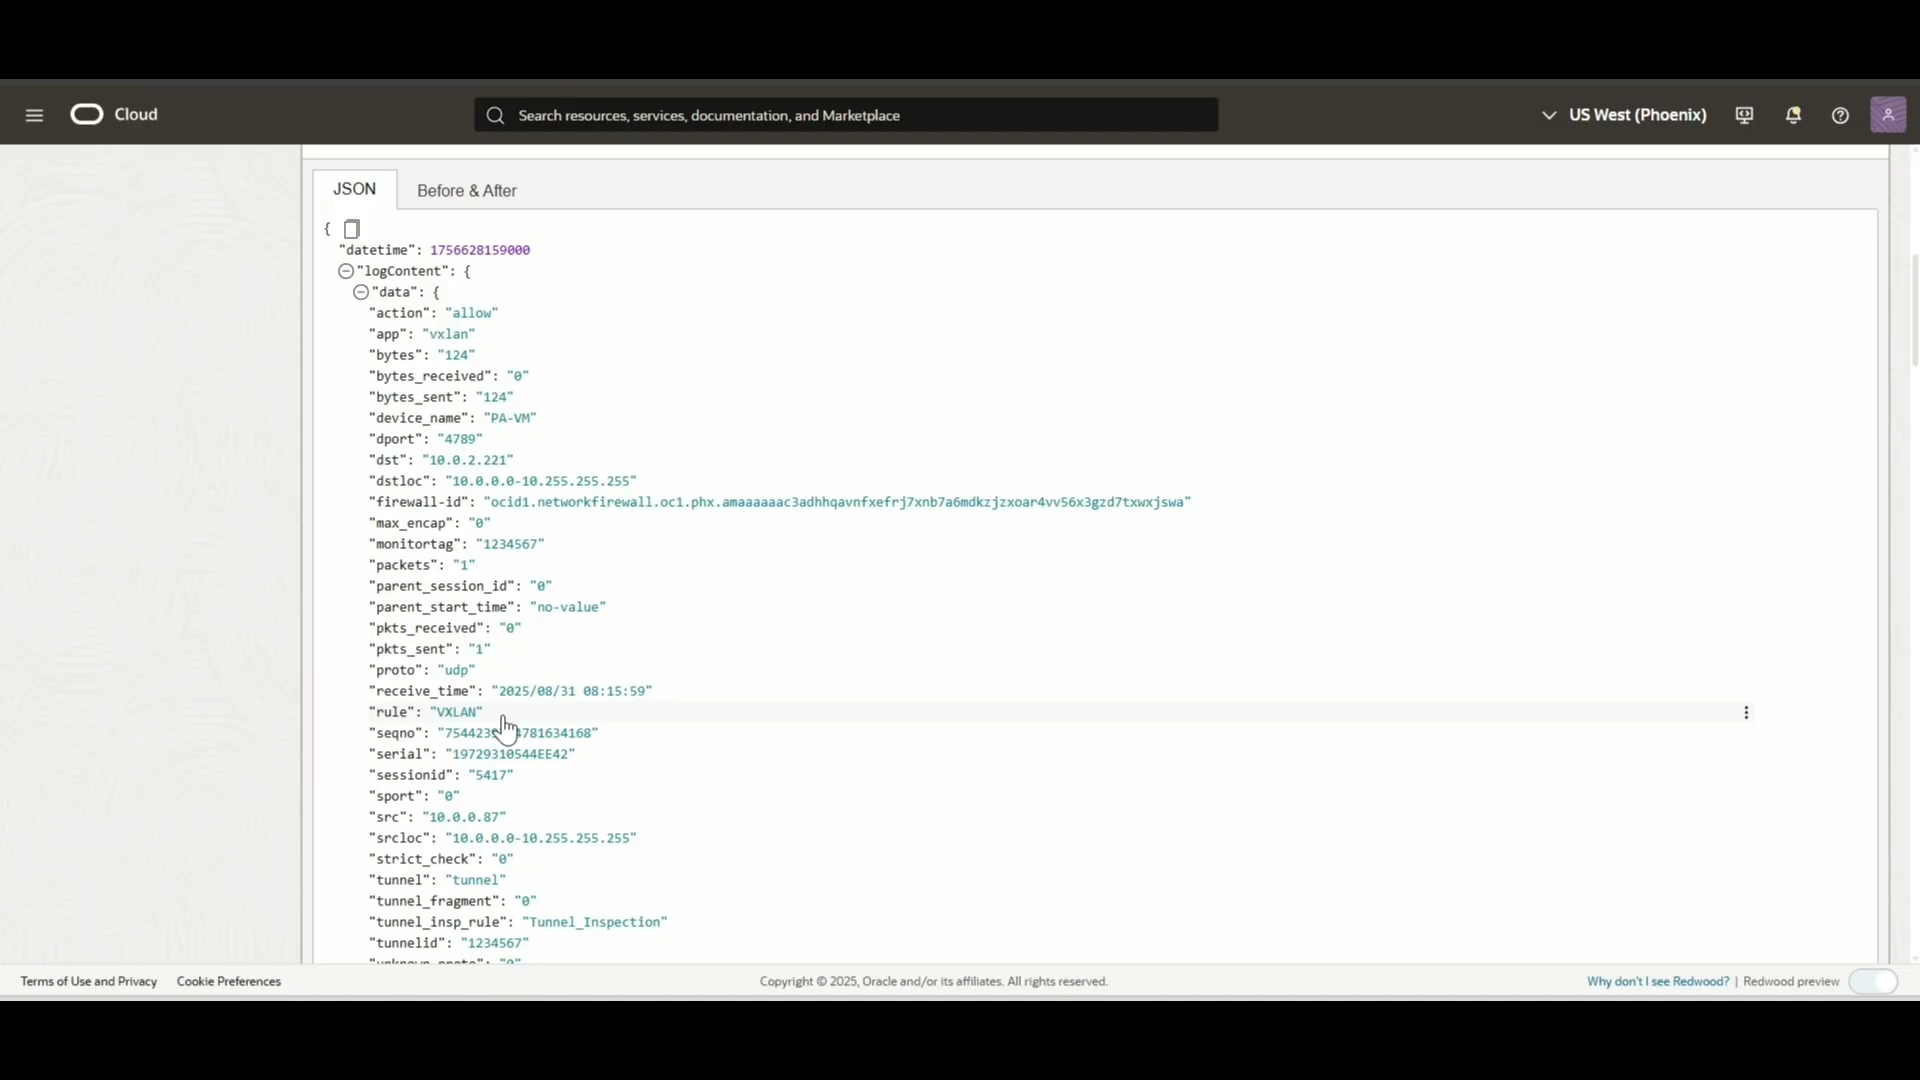 Cloud
Search resources, services, documentation, and Marketplace
US West (Phoenix)
JSON
Before & After
{
"datetime": 1756628159000
"logContent": {
"data": {
"action": "allow"
"app": "vxlan"
"bytes": "124"
"bytes_received": "0"
"bytes_sent": "124"
"device_name": "PA-VM"
"dport": "4789"
"dst": "10.0.2.221"
"dstloc": "10.0.0.0-10.255.255.255"
"firewall-id": "ocid1.networkfirewall.oc1.phx.amaaaaaac3adhhqavnfxefrj7xnb7a6mdkzjzxoar4vv56x3gzd7txwxjswa"
"max_encap": "0"
"monitortag": "1234567"
"packets": "1"
"parent_session_id": "0"
"parent_start_time": "no-value"
"pkts_received": "0"
"pkts_sent": "1"
"proto": "udp"
"receive_time": "2025/08/31 08:15:59"
"rule": "VXLAN"
"seqno":
"serial": "19729310544EE42"
"sessionid": "5417"
"sport": "0"
"src": "10.0.0.87"
"srcloc": "10.0.0.0-10.255.255.255"
"strict_check": "0"
"tunnel": "tunnel"
"tunnel_fragment": "0"
"tunnel_insp_rule": "Tunnel_Inspection"
"tunnelid": "1234567"
Terms of Use and Privacy
Cookie Preferences
Copyright © 2025, Oracle and/or its affiliates. All rights reserved.
Why don't I see Redwood? | Redwood preview